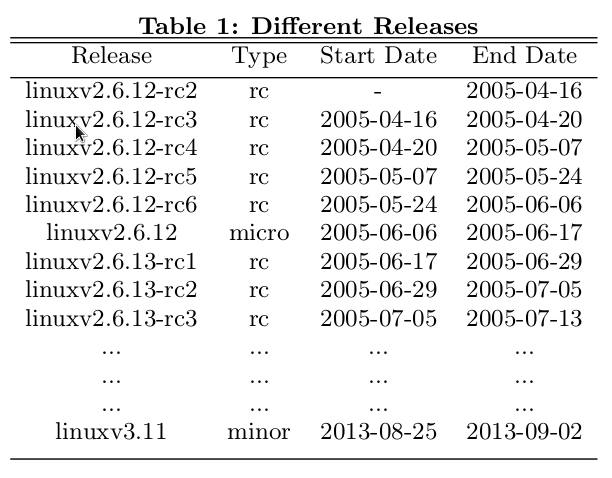 Table 1: Different Releases
Release Type Start Date End Date
linuxv2.6.12-rc2 rc - 2005-04-16
linuxv2.6.12-rc3 rc 2005-04-16 2005-04-20
linuxv2.6.12-rc4 rc 2005-04-20 2005-05-07
linuxv2.6.12-rc5 rc 2005-05-07 2005-05-24
linuxv2.6.12-rc6 rc 2005-05-24 2005-06-06
linuxv2.6.12 micro 2005-06-06 2005-06-17
linuxv2.6.13-rc1 rc 2005-06-17 2005-06-29
linuxv2.6.13-rc2 rc 2005-06-29 2005-07-05
linuxv2.6.13-rc3 rc 2005-07-05 2005-07-13
... ... ... ...
... ... ... ...
... ... ... ...
linuxv3.11 minor 2013-08-25 2013-09-02